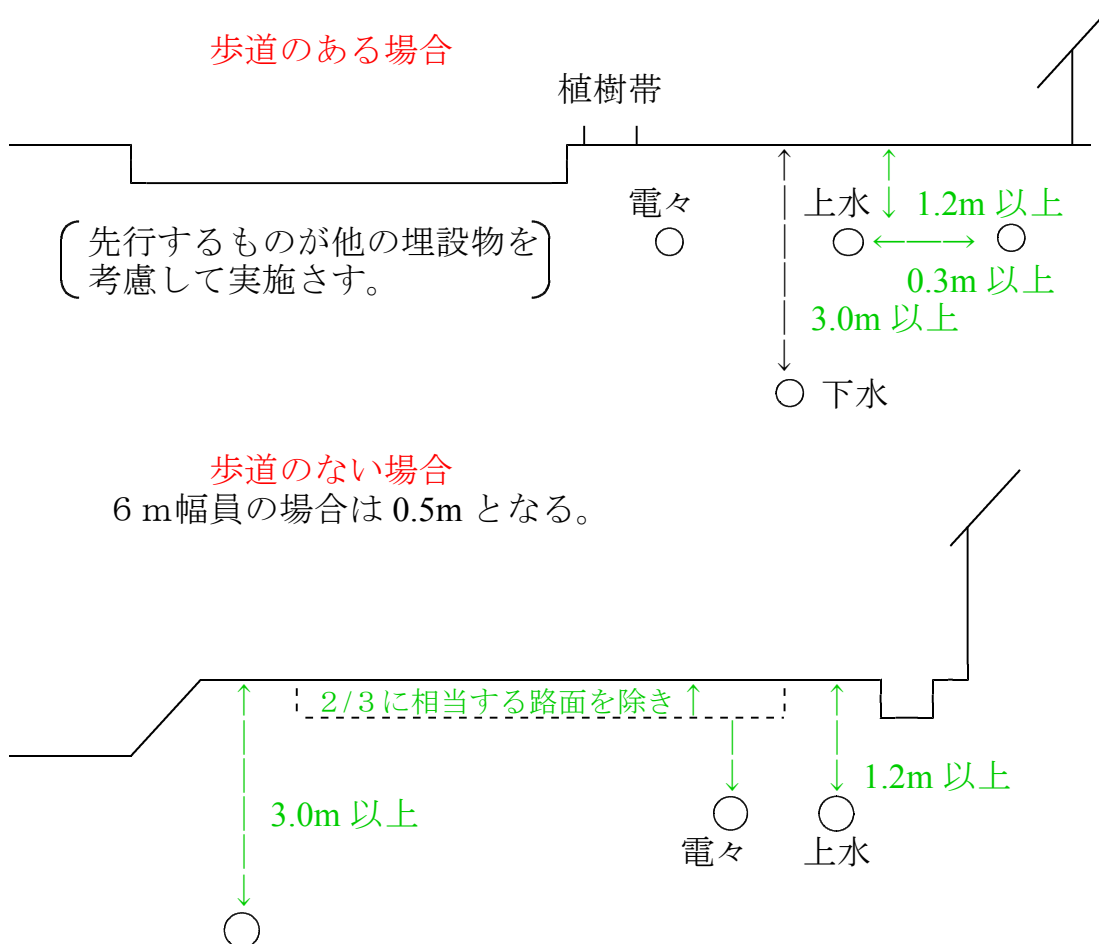 歩道のある場合
植樹帯
電々
上水
1.2m 以上
先行するものが他の埋設物を
考慮して実施さす。
0.3m 以上
3.0m 以上
下水
歩道のない場合
６ｍ幅員の場合は 0.5m となる。
２/３に相当する路面を除き
1.2m 以上
3.0m 以上
電々
上水